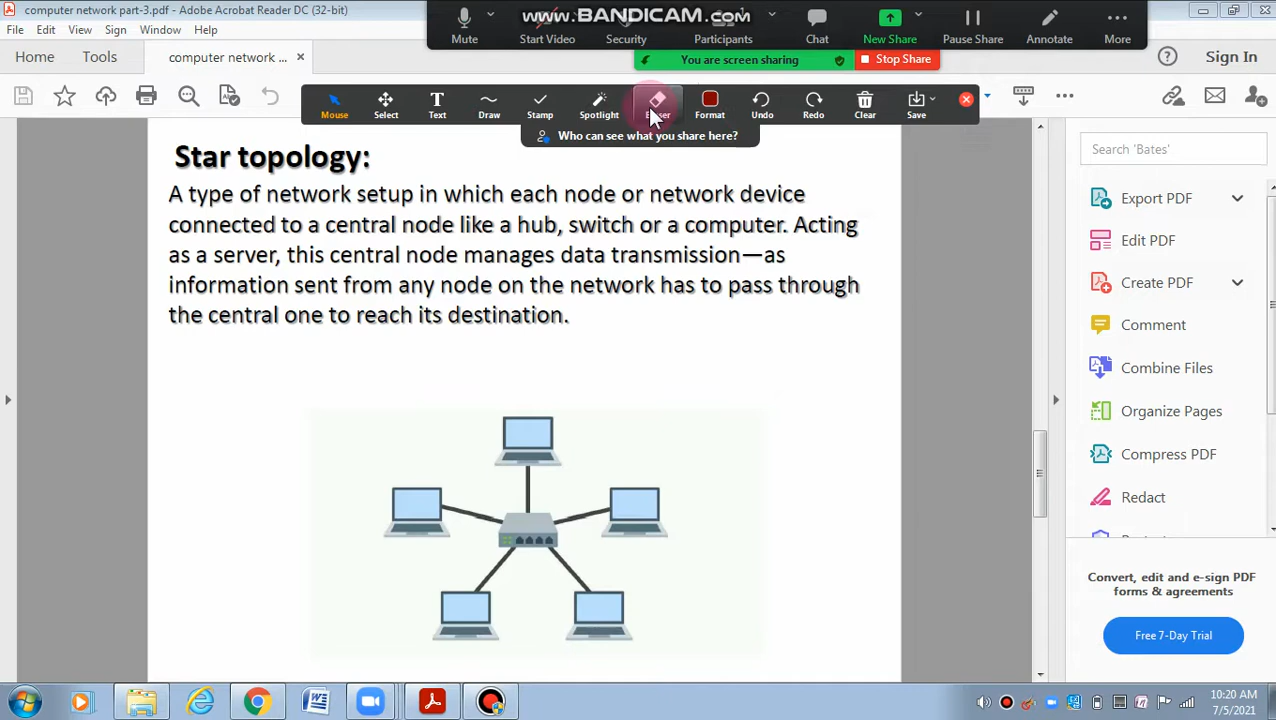 computer network part-3.pdf - Adobe Acrobat Reader DC (32-bit)
www.BANDICAM.com
File Edit View Sign Window Help
Mute Start Video Security Participants Chat New Share Pause Share Annotate More
Home Tools computer network ... × Sign In
You are screen sharing Stop Share
Mouse Select Text Draw Stamp Spotlight Eraser Format Undo Redo Clear Save
Who can see what you share here?
Search 'Bates'
Star topology:
A type of network setup in which each node or network device
connected to a central node like a hub, switch or a computer. Acting
as a server, this central node manages data transmission—as
information sent from any node on the network has to pass through
the central one to reach its destination.
Export PDF
Edit PDF
Create PDF
Comment
Combine Files
Organize Pages
Compress PDF
Redact
Convert, edit and e-sign PDF
forms & agreements
Free 7-Day Trial
10:20 AM
7/5/2021